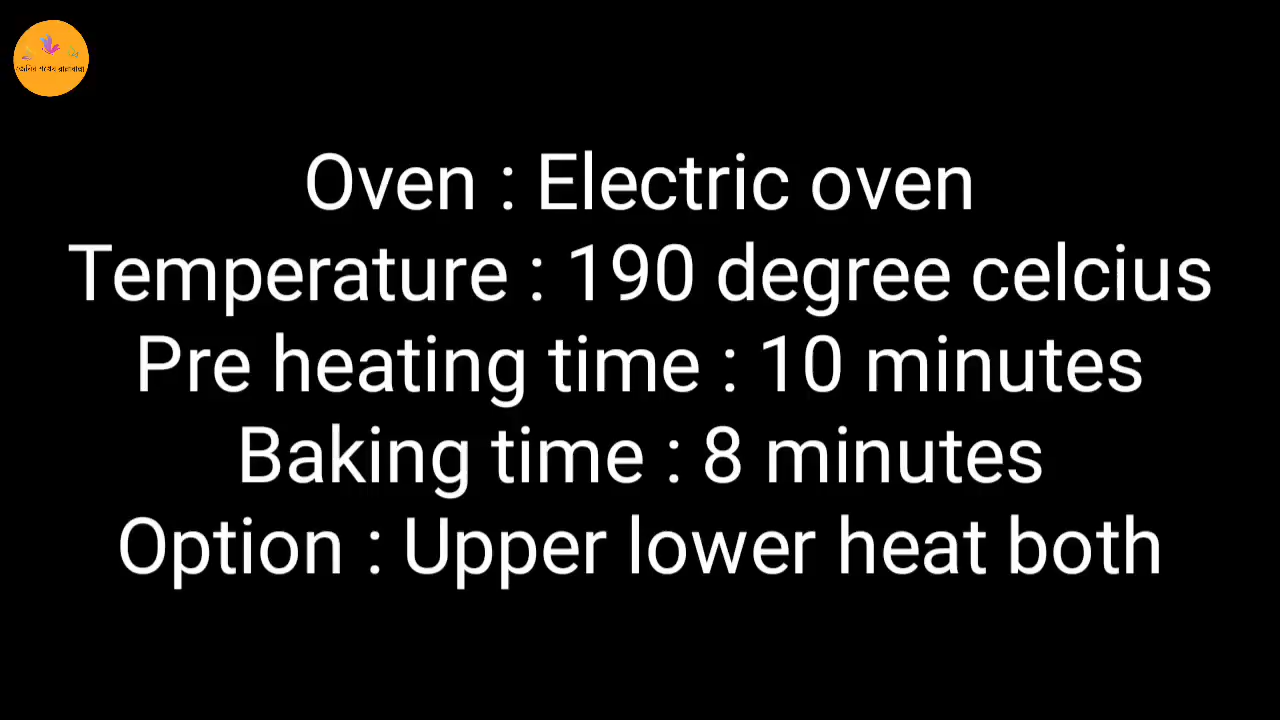 শখের রান্নাবান্না
Oven : Electric oven
Temperature : 190 degree celcius
Pre heating time : 10 minutes
Baking time : 8 minutes
Option : Upper lower heat both